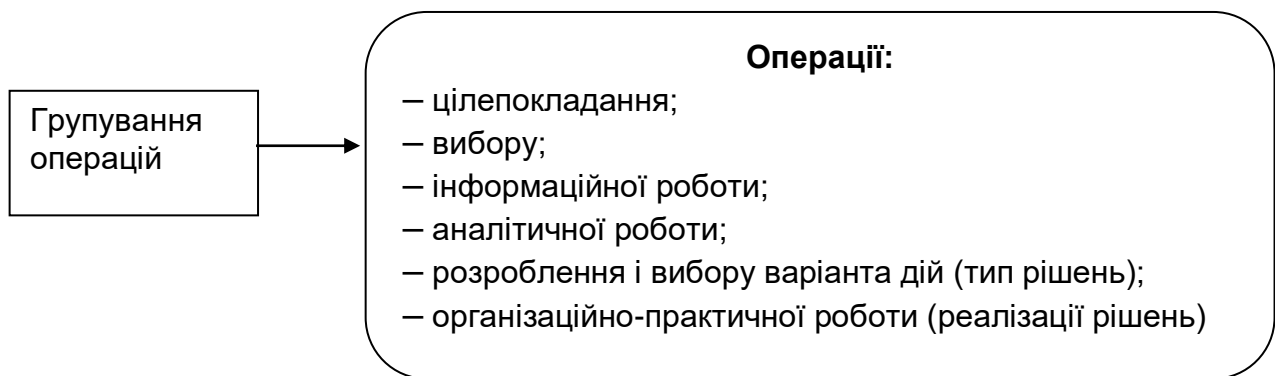 Групування
операцій
Операції:
– цілепокладання;
– вибору;
– інформаційної роботи;
– аналітичної роботи;
– розроблення і вибору варіанта дій (тип рішень);
– організаційно-практичної роботи (реалізації рішень)